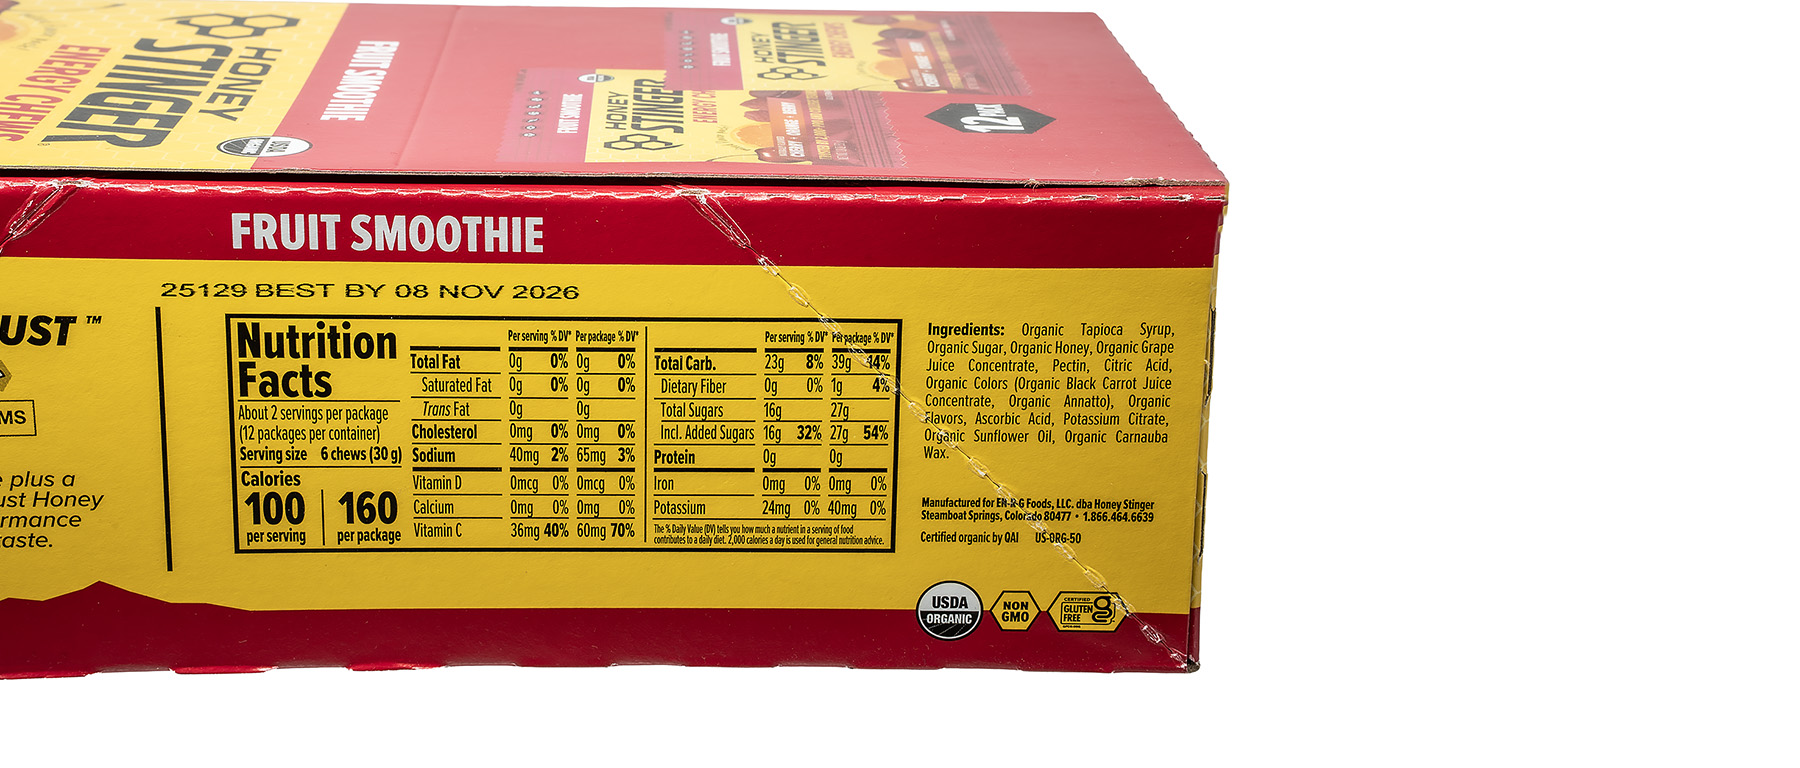 HONEY
STINGER
ENERGY CHEWS
FRUIT SMOOTHIE
USDA
ORGANIC
FRUIT SMOOTHIE
HONEY
STINGER
FRUIT SMOOTHIE
HONEY
STINGER
ENERGY CHEWS
12 PACK
FRUIT SMOOTHIE
25129 BEST BY 08 NOV 2026
UST ™
MS
e plus a
ust Honey
rmance
taste.
Nutrition
Facts
About 2 servings per package
(12 packages per container)
Serving size 6 chews (30 g)
Calories
100 160
per serving per package
Per serving % DV* Per package % DV*
Total Fat 0g 0% 0g 0%
Saturated Fat 0g 0% 0g 0%
Trans Fat 0g 0g
Cholesterol 0mg 0% 0mg 0%
Sodium 40mg 2% 65mg 3%
Vitamin D 0mcg 0% 0mcg 0%
Calcium 0mg 0% 0mg 0%
Vitamin C 36mg 40% 60mg 70%
Per serving % DV* Per package % DV*
Total Carb. 23g 8% 39g 14%
Dietary Fiber 0g 0% 1g 4%
Total Sugars 16g 27g
Incl. Added Sugars 16g 32% 27g 54%
Protein 0g 0g
Iron 0mg 0% 0mg 0%
Potassium 24mg 0% 40mg 0%
The % Daily Value (DV) tells you how much a nutrient in a serving of food
contributes to a daily diet. 2,000 calories a day is used for general nutrition advice.
Ingredients: Organic Tapioca Syrup,
Organic Sugar, Organic Honey, Organic Grape
Juice Concentrate, Pectin, Citric Acid,
Organic Colors (Organic Black Carrot Juice
Concentrate, Organic Annatto), Organic
Flavors, Ascorbic Acid, Potassium Citrate,
Organic Sunflower Oil, Organic Carnauba
Wax.
Manufactured for EN-R-G Foods, LLC. dba Honey Stinger
Steamboat Springs, Colorado 80477 • 1.866.464.6639
Certified organic by QAI US-ORG-50
USDA
ORGANIC
NON
GMO
CERTIFIED
GLUTEN
FREE